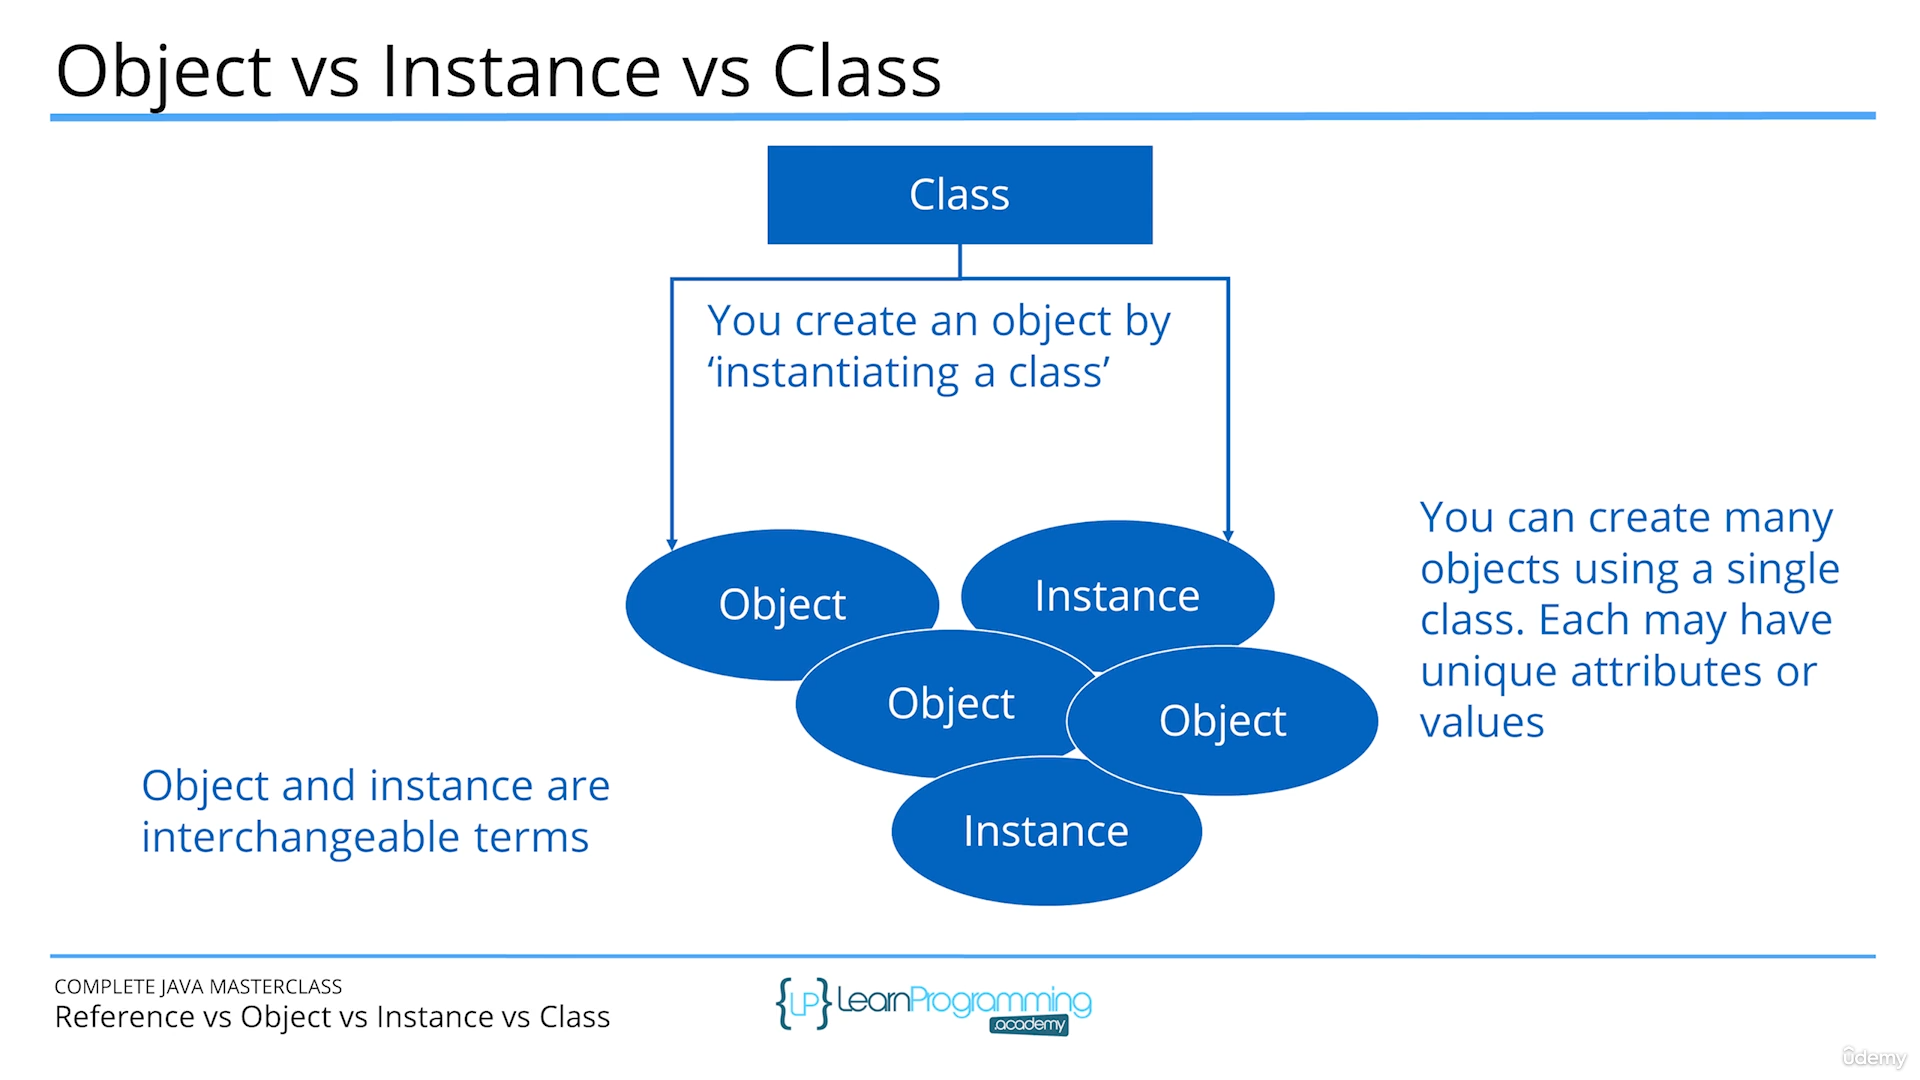 Object vs Instance vs Class
Class
You create an object by
‘instantiating a class’
Object
Instance
Object
Object
Instance
You can create many
objects using a single
class. Each may have
unique attributes or
values
Object and instance are
interchangeable terms
COMPLETE JAVA MASTERCLASS
Reference vs Object vs Instance vs Class
{LP} LearnProgramming
.academy
ûdemy